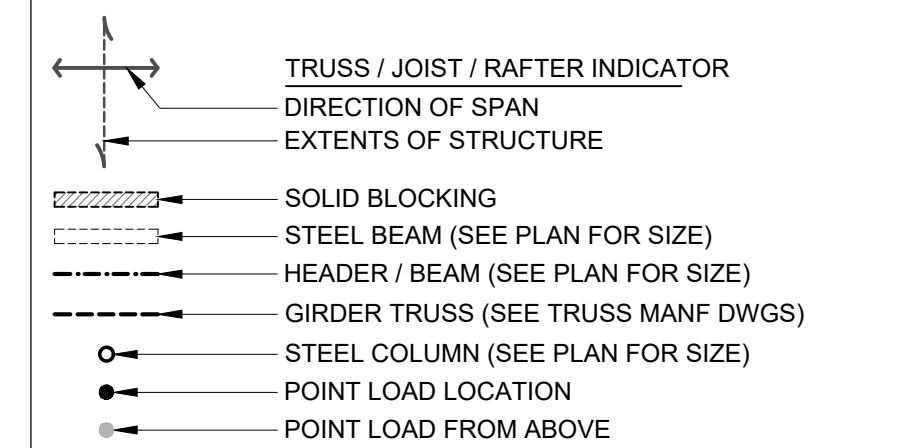 TRUSS / JOIST / RAFTER INDICATOR
DIRECTION OF SPAN
EXTENTS OF STRUCTURE
SOLID BLOCKING
STEEL BEAM (SEE PLAN FOR SIZE)
HEADER / BEAM (SEE PLAN FOR SIZE)
GIRDER TRUSS (SEE TRUSS MANF DWGS)
STEEL COLUMN (SEE PLAN FOR SIZE)
POINT LOAD LOCATION
POINT LOAD FROM ABOVE